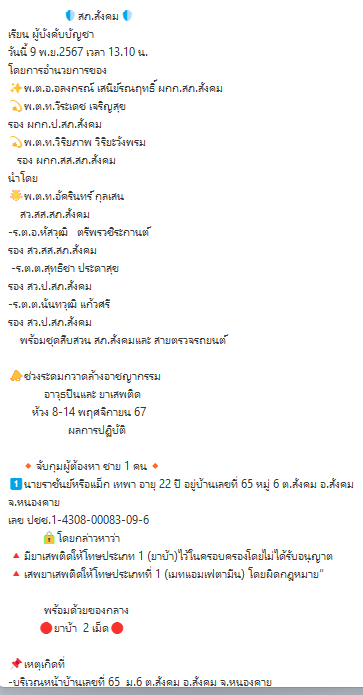 🛡️ สภ.สังคม 🛡️
เรียน ผู้บังคับบัญชา
วันนี้ 9 พ.ย.2567 เวลา 13.10 น.
โดยการอำนวยการของ
✨พ.ต.อ.อลงกรณ์ เสนีย์รณฤทธิ์ ผกก.สภ.สังคม
💫พ.ต.ท.วีระเดช เจริญสุข
รอง ผกก.ป.สภ.สังคม
💫พ.ต.ท.วิริยภาพ วิริยะวังพรม
รอง ผกก.สส.สภ.สังคม
นำโดย
🌟พ.ต.ท.อัครินทร์ กุลเสน
สว.สส.สภ.สังคม
-ร.ต.อ.หัสวุฒิ ตรีพรวชิระกานต์
รอง สว.สส.สภ.สังคม
-ร.ต.ต.สุทธิชา ประดาสุข
รอง สว.ป.สภ.สังคม
-ร.ต.ต.นันทวุฒิ แก้วศรี
รอง สว.ป.สภ.สังคม
พร้อมชุดสืบสวน สภ.สังคมและ สายตรวจรถยนต์
ช่วงระดมกวาดล้างอาชญากรรม
อาวุธปืนและ ยาเสพติด
ห้วง 8-14 พฤศจิกายน 67
ผลการปฏิบัติ
🔸จับกุมผู้ต้องหา ชาย 1 คน🔸
1️⃣นายราชันย์หรือแม็ก เทพา อายุ 22 ปี อยู่บ้านเลขที่ 65 หมู่ 6 ต.สังคม อ.สังคม
จ.หนองคาย
เลข ปชช.1-4308-00083-09-6
🔒โดยกล่าวหาว่า
🔺มียาเสพติดให้โทษประเภท 1 (ยาบ้า)ไว้ในครอบครองโดยไม่ได้รับอนุญาต
🔺เสพยาเสพติดให้โทษประเภทที่ 1 (เมทแอมเฟตามีน) โดยผิดกฎหมาย”
พร้อมด้วยของกลาง
🔴ยาบ้า 2 เม็ด🔴
📌เหตุเกิดที่
-บริเวณหน้าบ้านเลขที่ 65 ม.6 ต.สังคม อ.สังคม จ.หนองคาย